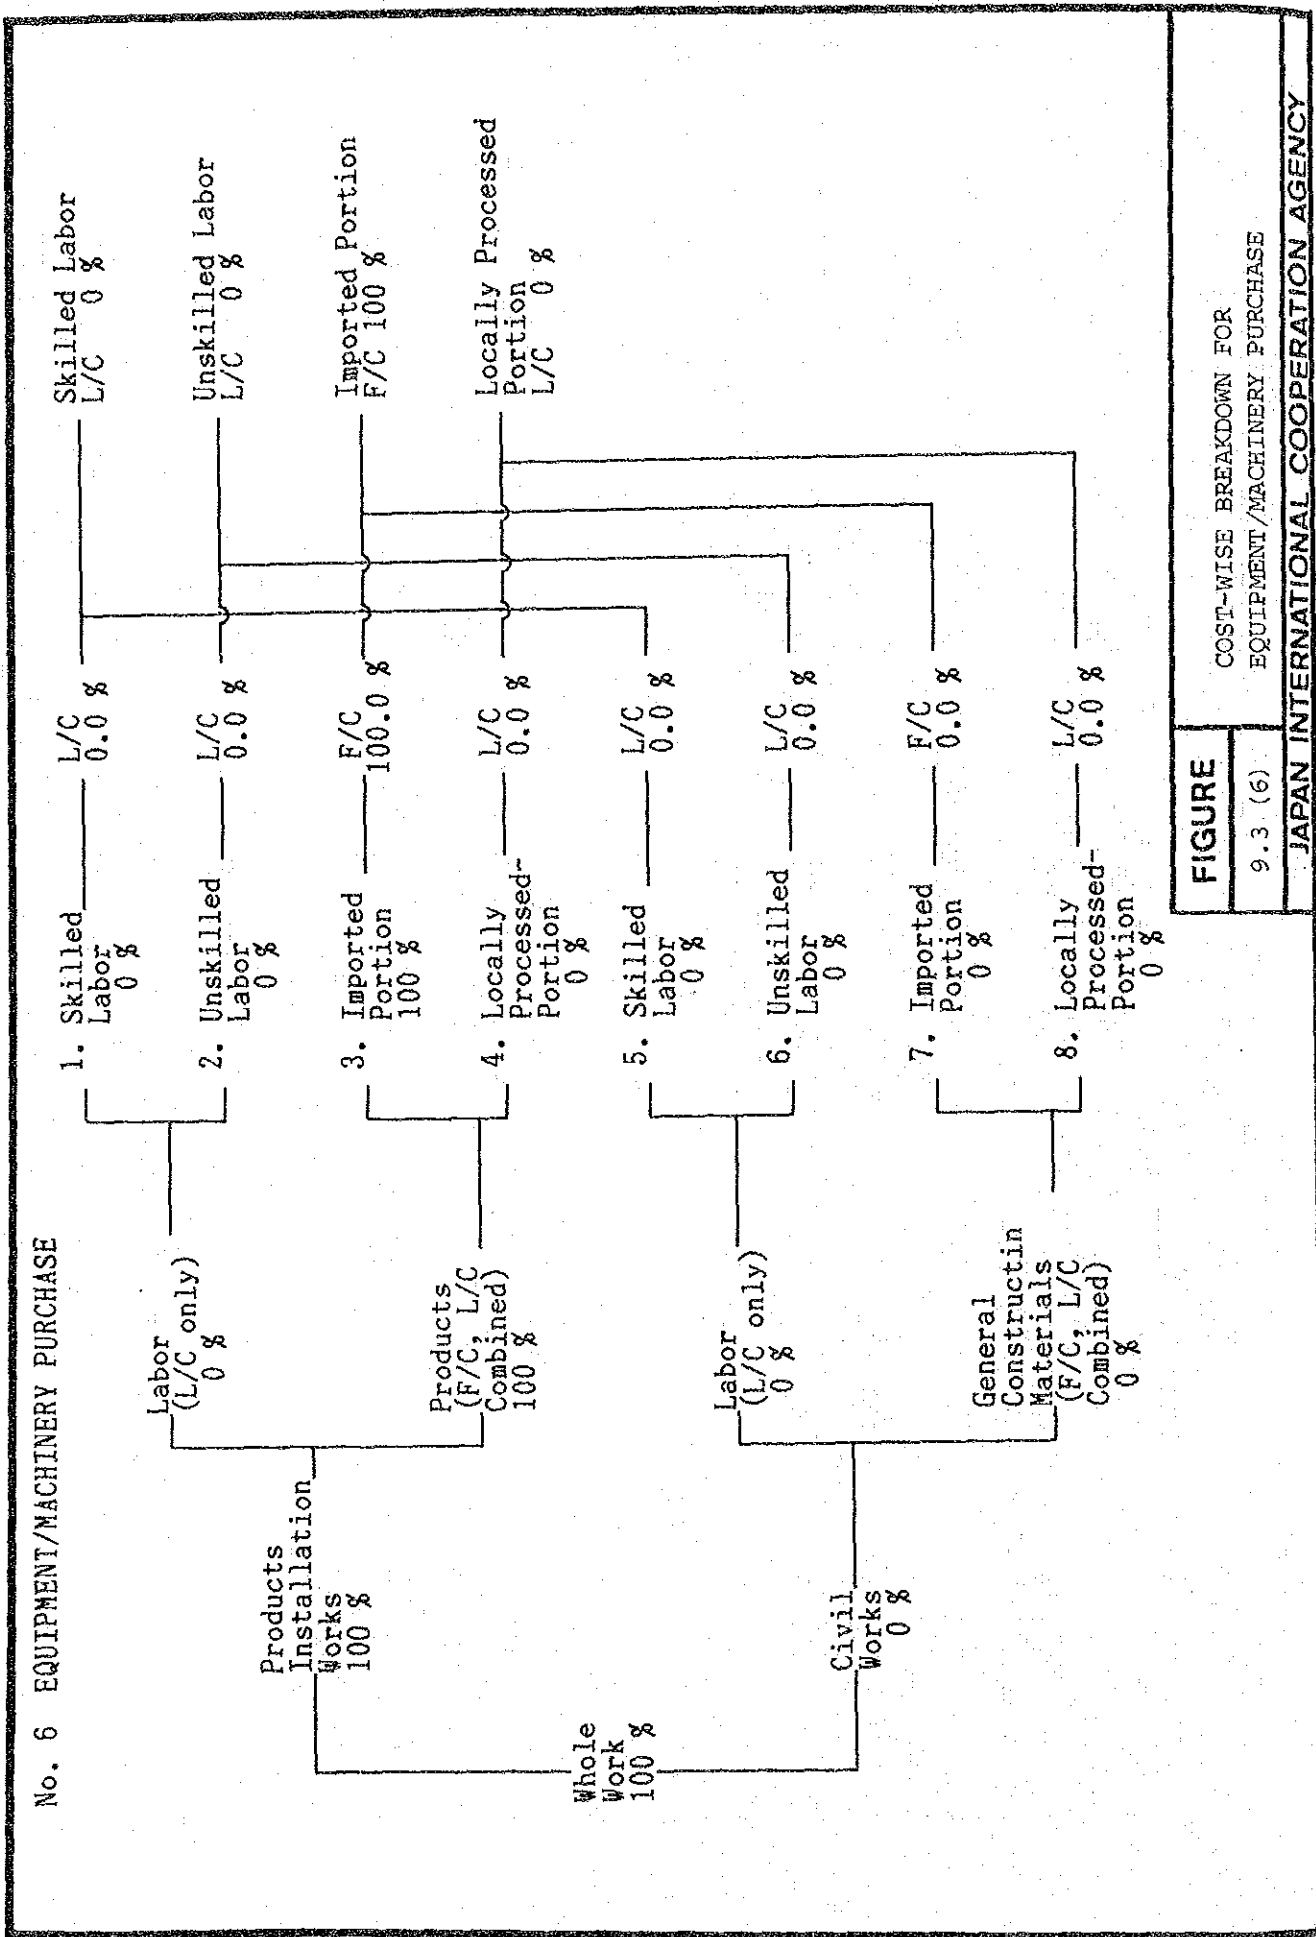 No. 6 EQUIPMENT/MACHINERY PURCHASE
Whole
Work
100 %
Products
Installation
Works
100 %
Civil
Works
0 %
Labor
(L/C only)
0 %
Products
(F/C, L/C
Combined)
100 %
Labor
(L/C only)
0 %
General
Constructin
Materials
(F/C, L/C
Combined)
0 %
1. Skilled
Labor
0 %
2. Unskilled
Labor
0 %
3. Imported
Portion
100 %
4. Locally
Processed-
Portion
0 %
5. Skilled
Labor
0 %
6. Unskilled
Labor
0 %
7. Imported
Portion
0 %
8. Locally
Processed-
Portion
0 %
L/C
0.0 %
L/C
0.0 %
F/C
100.0 %
L/C
0.0 %
L/C
0.0 %
L/C
0.0 %
F/C
0.0 %
L/C
0.0 %
Skilled Labor
L/C 0 %
Unskilled Labor
L/C 0 %
Imported Portion
F/C 100 %
Locally Processed
Portion
L/C 0 %
FIGURE
9.3 (6)
COST-WISE BREAKDOWN FOR
EQUIPMENT/MACHINERY PURCHASE
JAPAN INTERNATIONAL COOPERATION AGENCY